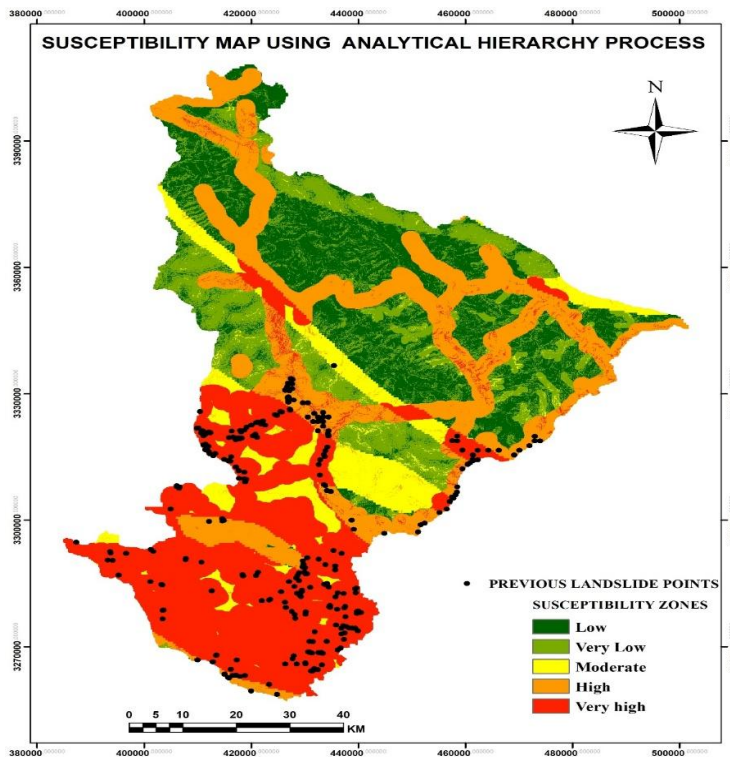 380000 400000 420000 440000 460000 480000 500000
SUSCEPTIBILITY MAP USING ANALYTICAL HIERARCHY PROCESS
N
3390000
3360000
3330000
3300000
3270000
PREVIOUS LANDSLIDE POINTS
SUSCEPTIBILITY ZONES
Low
Very Low
Moderate
High
Very high
0 5 10 20 30 40
KM
380000 400000 420000 440000 460000 480000 500000